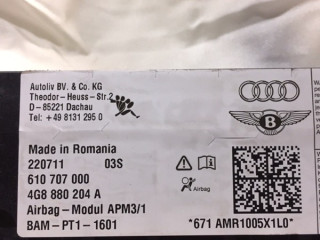 Autoliv BV. & Co. KG
Theodor-Heuss-Str.2
D-85221 Dachau
Tel: +49 8131 295 0
B
Made in Romania
220711 03S
610 707 000
4G8 880 204 A
Airbag
Airbag-Modul APM3/1
BAM-PT1-1601
*671 AMR1005X1L0*